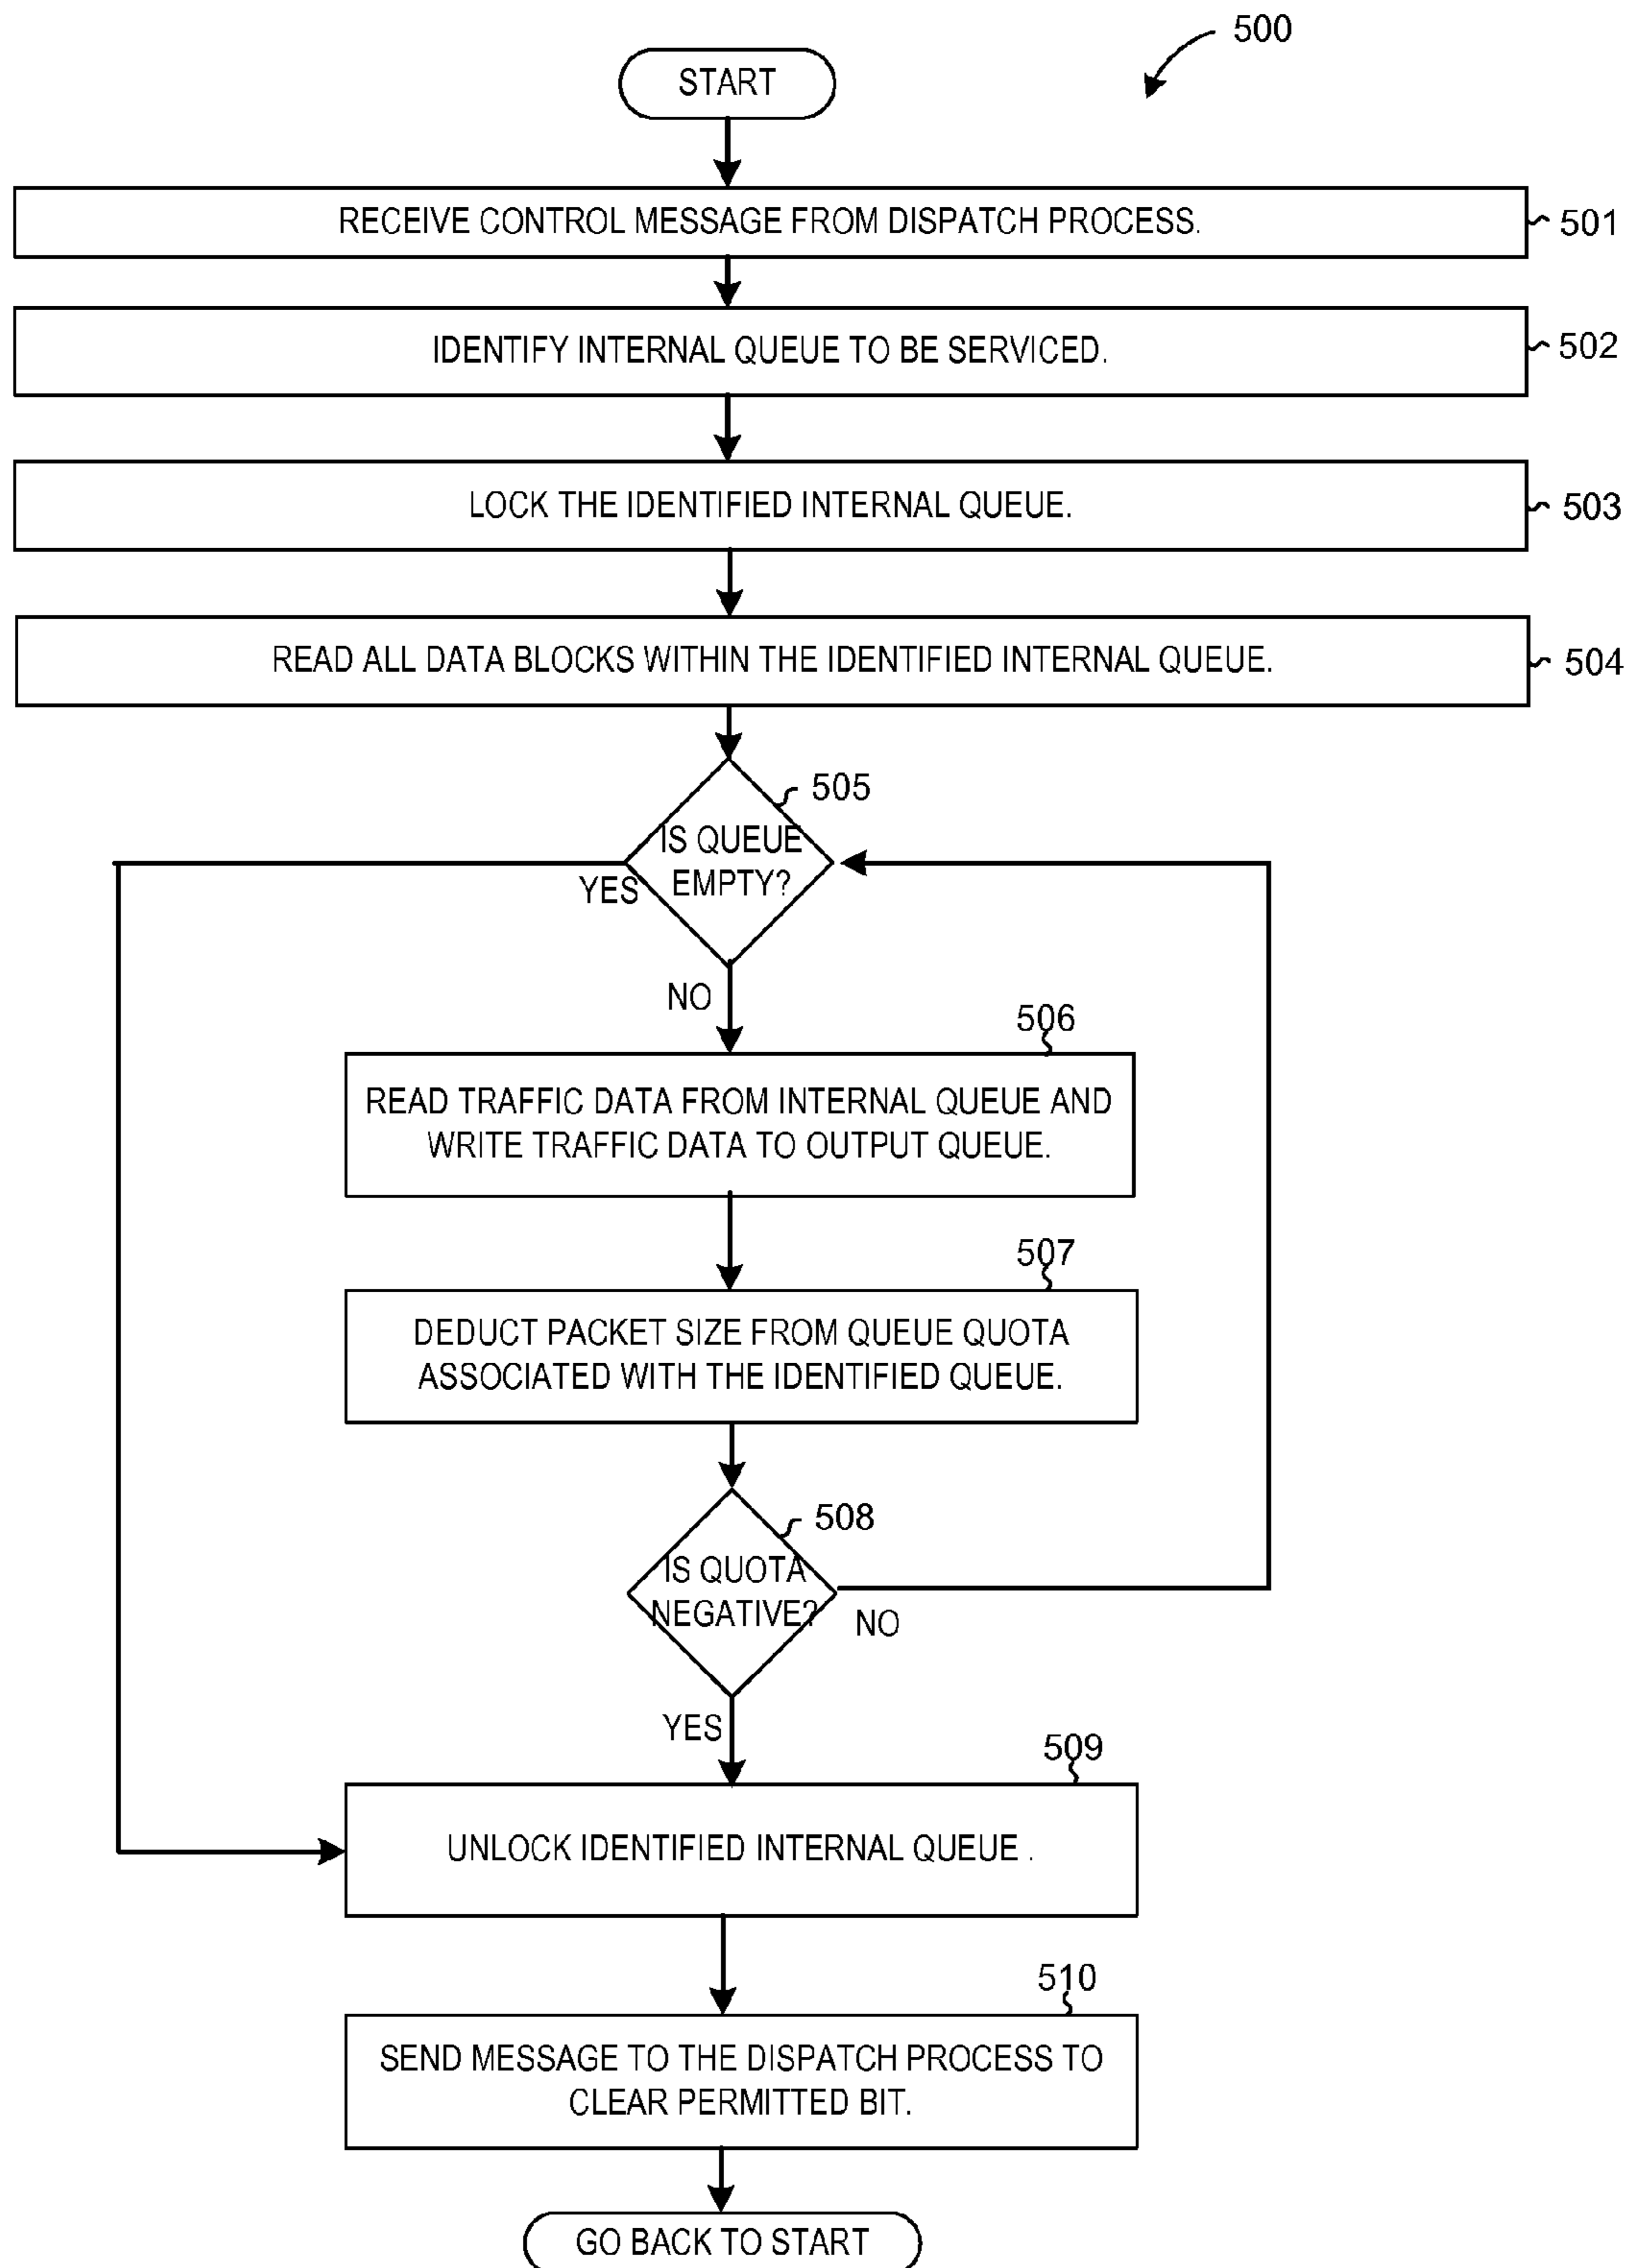 500
START
RECEIVE CONTROL MESSAGE FROM DISPATCH PROCESS.
501
IDENTIFY INTERNAL QUEUE TO BE SERVICED.
502
LOCK THE IDENTIFIED INTERNAL QUEUE.
503
READ ALL DATA BLOCKS WITHIN THE IDENTIFIED INTERNAL QUEUE.
504
505
IS QUEUE
EMPTY?
YES
NO
506
READ TRAFFIC DATA FROM INTERNAL QUEUE AND
WRITE TRAFFIC DATA TO OUTPUT QUEUE.
507
DEDUCT PACKET SIZE FROM QUEUE QUOTA
ASSOCIATED WITH THE IDENTIFIED QUEUE.
508
IS QUOTA
NEGATIVE?
NO
YES
509
UNLOCK IDENTIFIED INTERNAL QUEUE .
510
SEND MESSAGE TO THE DISPATCH PROCESS TO
CLEAR PERMITTED BIT.
GO BACK TO START